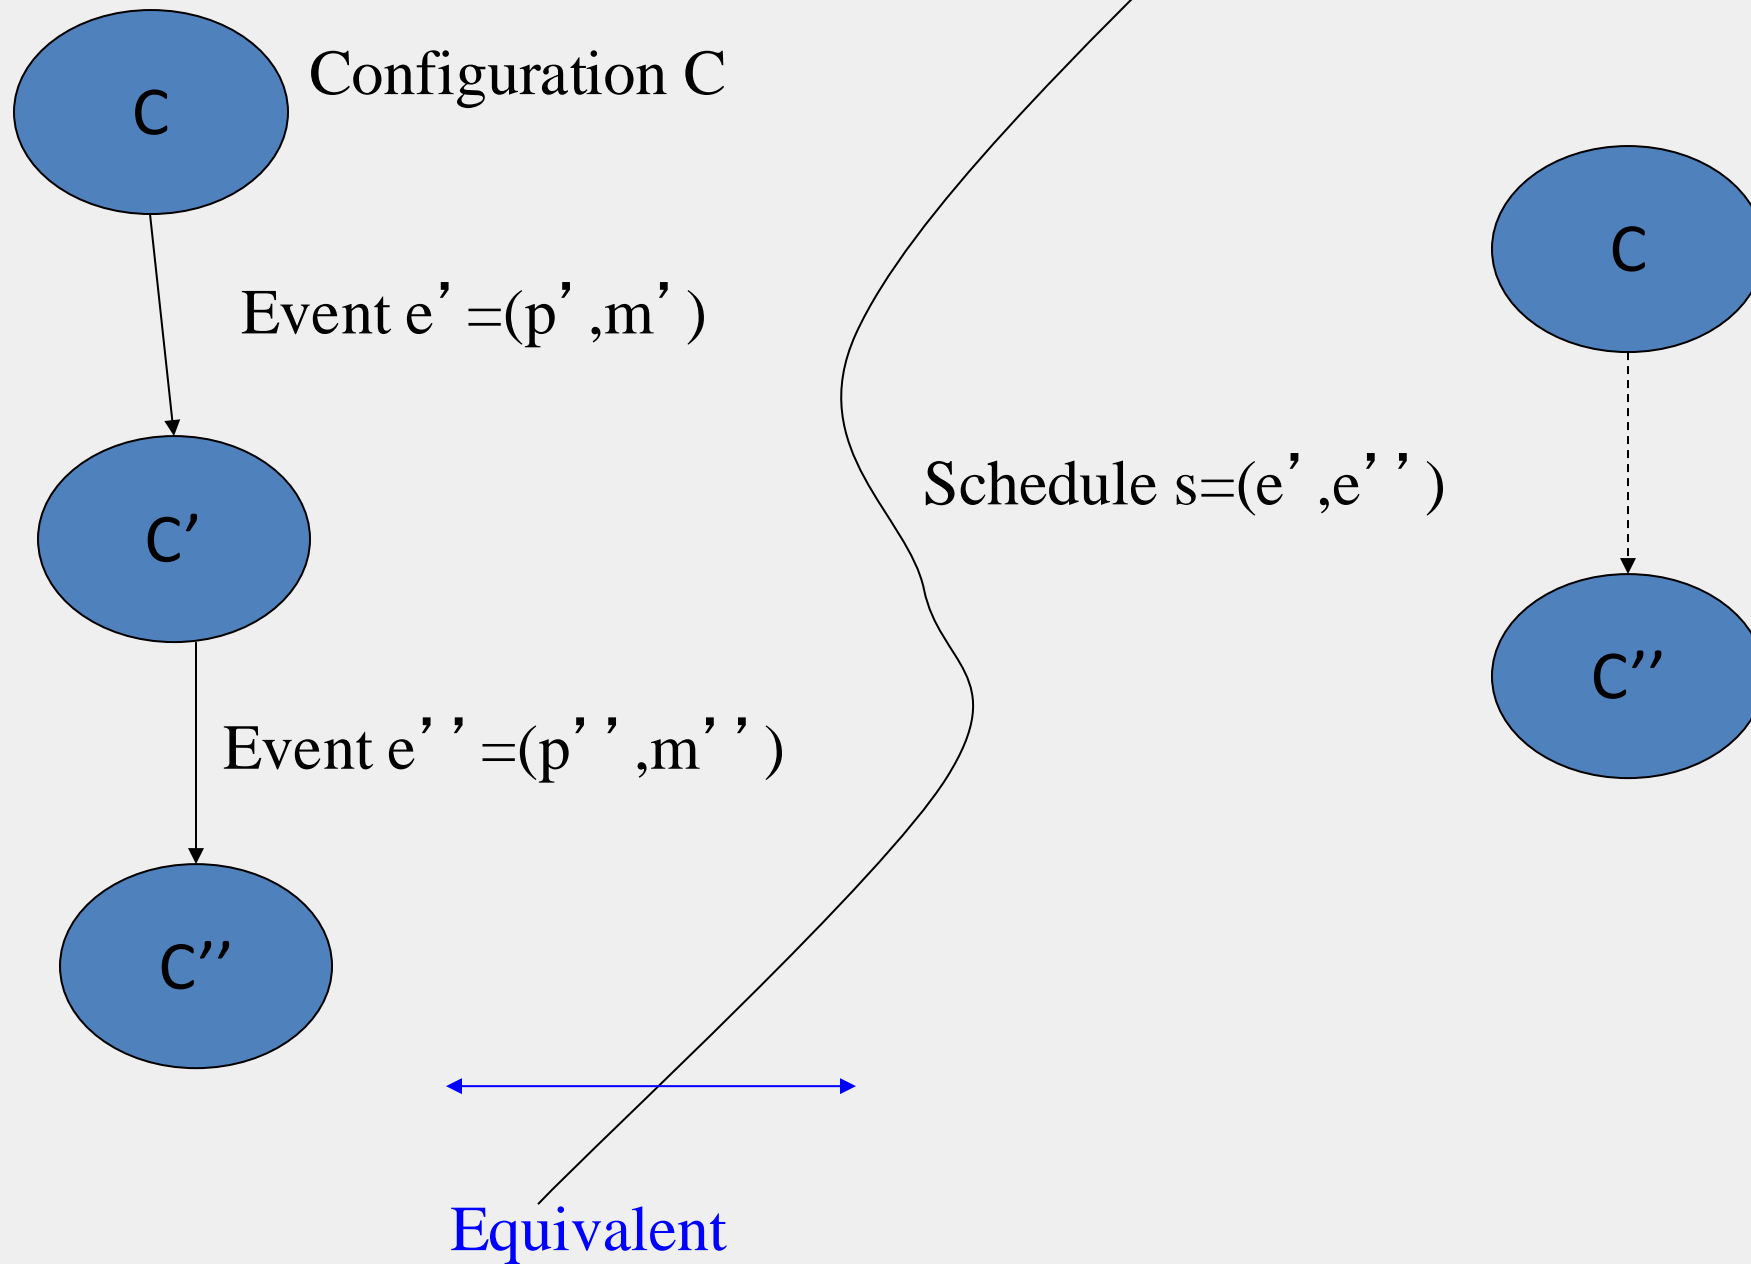 C
Configuration C
Event e’=(p’,m’)
C’
Event e’’=(p’’,m’’)
C’’
C
Schedule s=(e’,e’’)
C’’
Equivalent